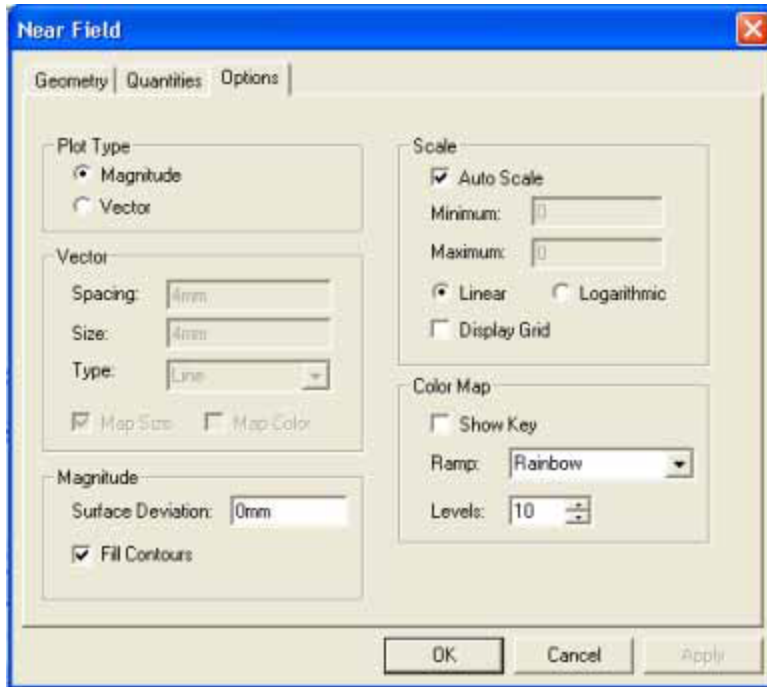 Near Field
Geometry Quantities Options
Plot Type
Magnitude
Vector
Vector
Spacing: 4mm
Size: 4mm
Type: Line
Map Size Map Color
Magnitude
Surface Deviation: 0mm
Fill Contours
Scale
Auto Scale
Minimum: 0
Maximum: 0
Linear Logarithmic
Display Grid
Color Map
Show Key
Ramp: Rainbow
Levels: 10
OK Cancel Apply